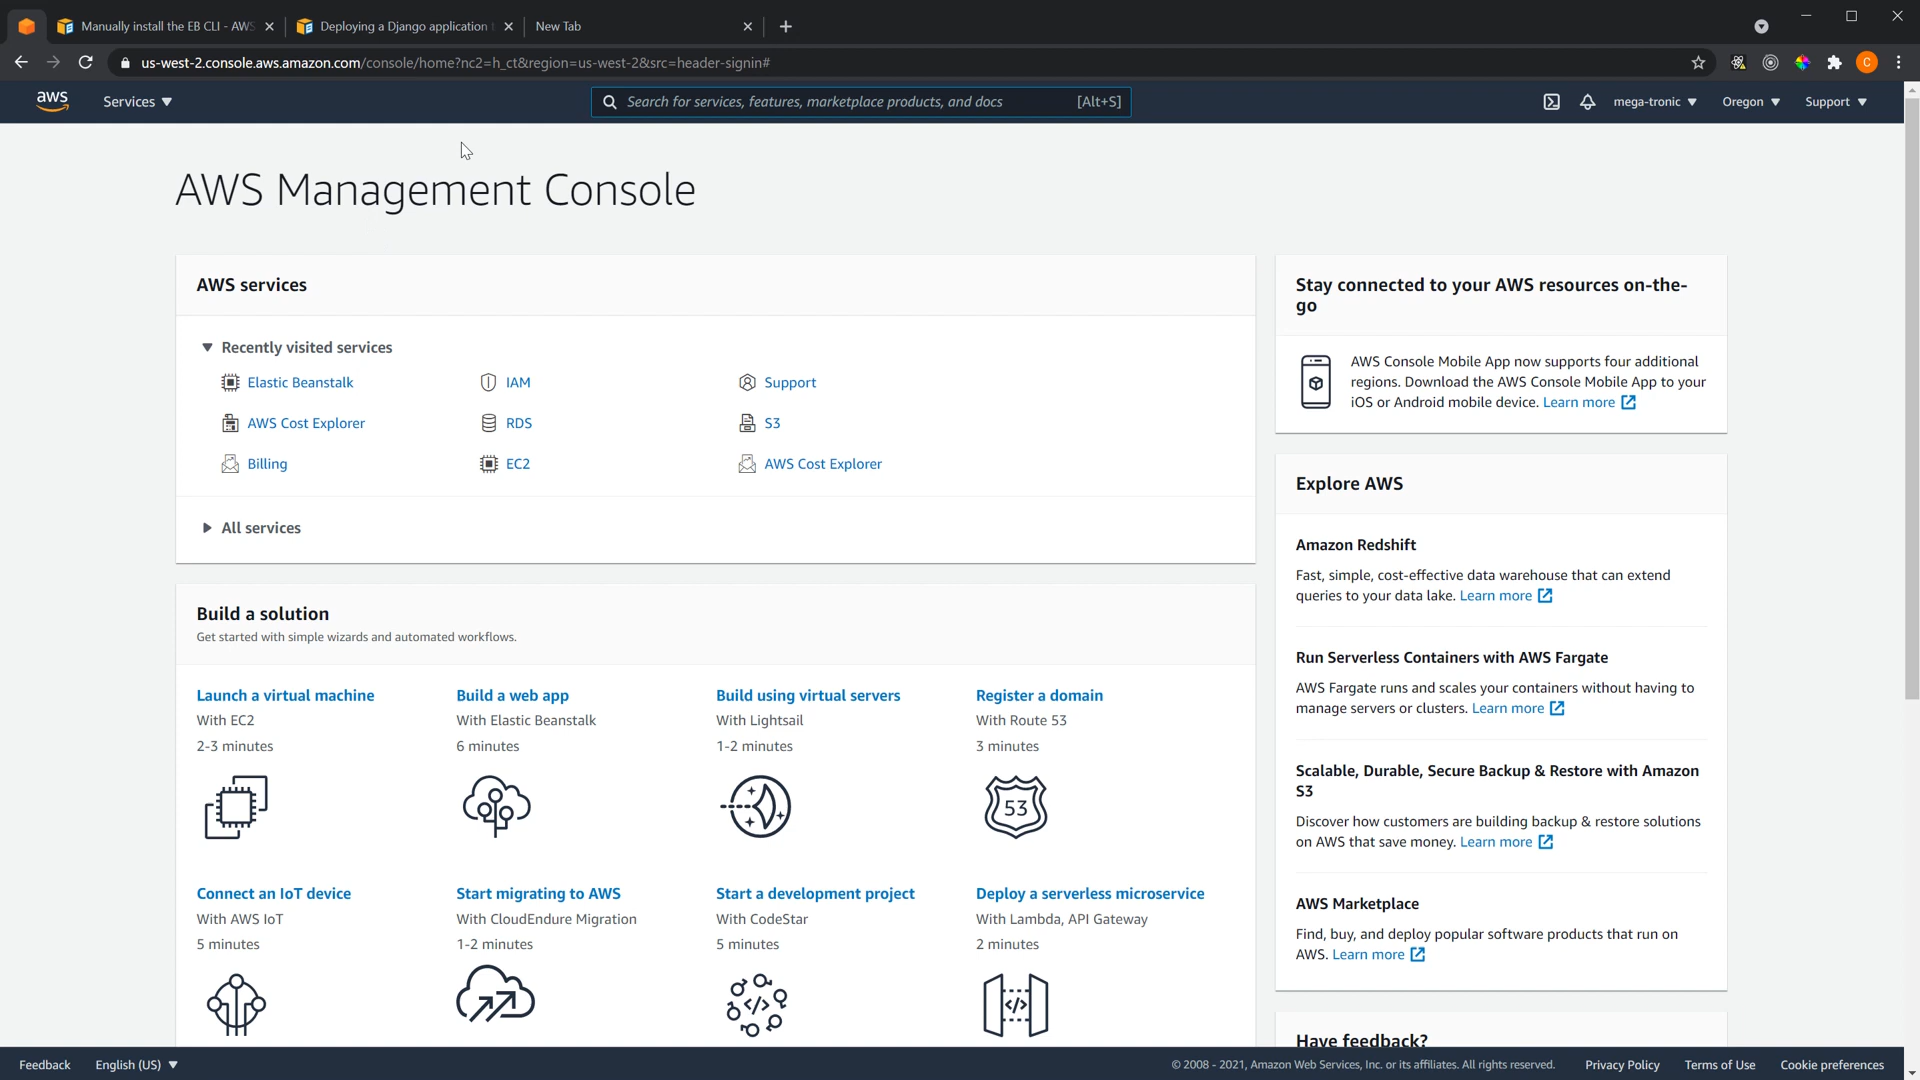 Manually install the EB CLI - AWS
Deploying a Django application
New Tab
us-west-2.console.aws.amazon.com/console/home?nc2=h_ct&region=us-west-2&src=header-signin#
C
aws
Services
Search for services, features, marketplace products, and docs
[Alt+S]
mega-tronic
Oregon
Support
AWS Management Console
AWS services
Recently visited services
Elastic Beanstalk
IAM
Support
AWS Cost Explorer
RDS
S3
Billing
EC2
AWS Cost Explorer
All services
Build a solution
Get started with simple wizards and automated workflows.
Launch a virtual machine
With EC2
2-3 minutes
Build a web app
With Elastic Beanstalk
6 minutes
Build using virtual servers
With Lightsail
1-2 minutes
Register a domain
With Route 53
3 minutes
53
Connect an IoT device
With AWS IoT
5 minutes
Start migrating to AWS
With CloudEndure Migration
1-2 minutes
Start a development project
With CodeStar
5 minutes
Deploy a serverless microservice
With Lambda, API Gateway
2 minutes
</>
</>
Stay connected to your AWS resources on-the-
go
AWS Console Mobile App now supports four additional
regions. Download the AWS Console Mobile App to your
iOS or Android mobile device. Learn more
Explore AWS
Amazon Redshift
Fast, simple, cost-effective data warehouse that can extend
queries to your data lake. Learn more
Run Serverless Containers with AWS Fargate
AWS Fargate runs and scales your containers without having to
manage servers or clusters. Learn more
Scalable, Durable, Secure Backup & Restore with Amazon
S3
Discover how customers are building backup & restore solutions
on AWS that save money. Learn more
AWS Marketplace
Find, buy, and deploy popular software products that run on
AWS. Learn more
Have feedback?
Feedback
English (US)
© 2008 - 2021, Amazon Web Services, Inc. or its affiliates. All rights reserved.
Privacy Policy
Terms of Use
Cookie preferences